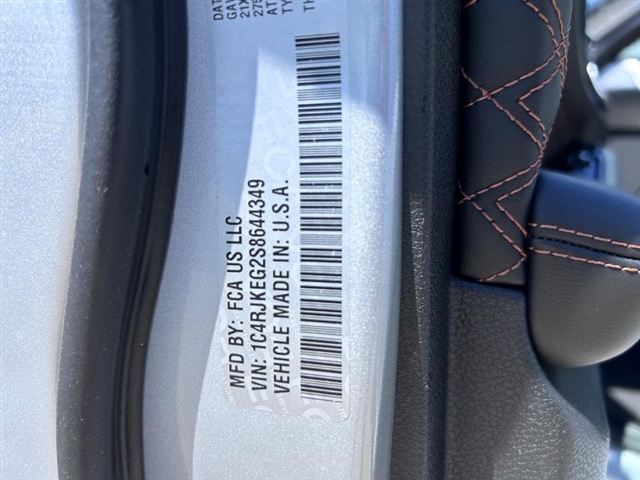 MFD BY: FCA US LLC
VIN: 1C4RJKEG2S8644349
VEHICLE MADE IN: U.S.A.